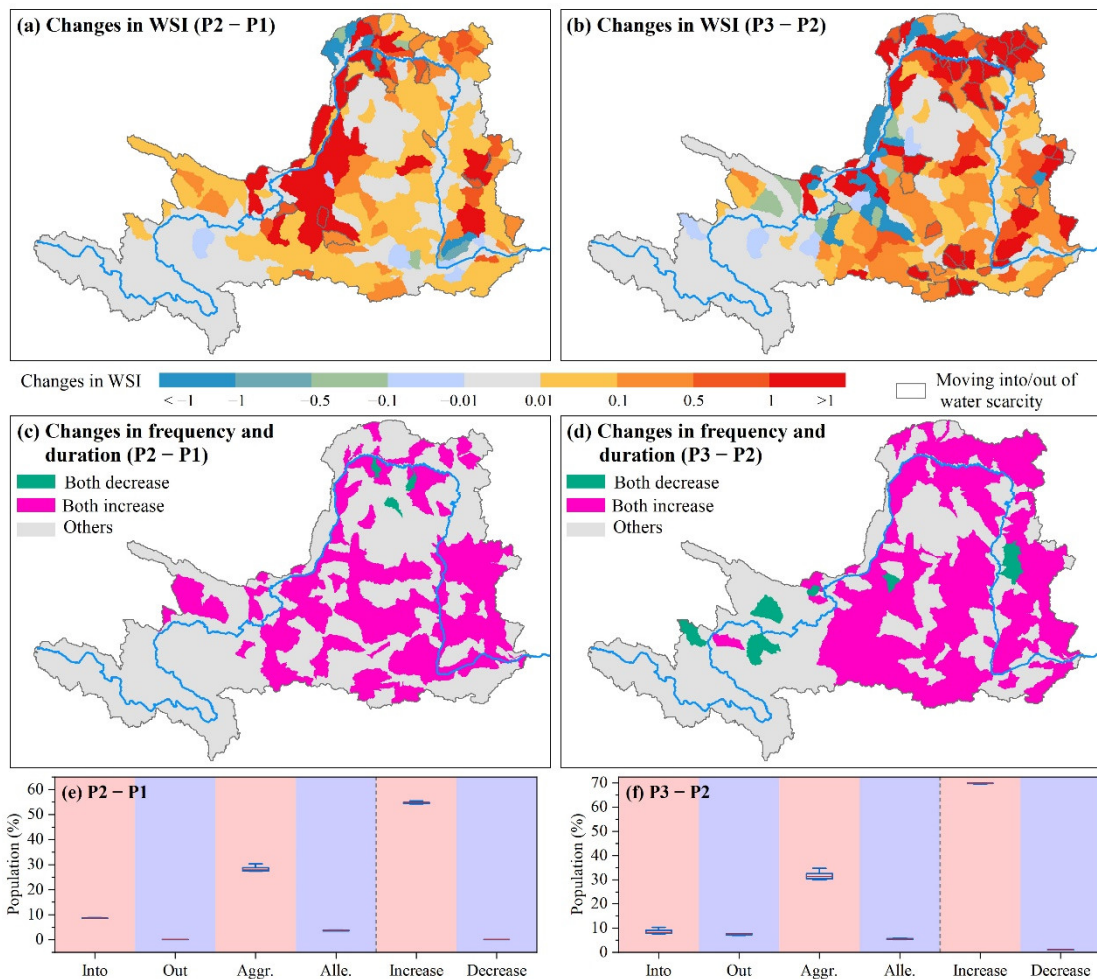 (a) Changes in WSI (P2 − P1)
(b) Changes in WSI (P3 − P2)
Changes in WSI
< −1 −1 −0.5 −0.1 −0.01 0.01 0.1 0.5 1 >1
Moving into/out of
water scarcity
(c) Changes in frequency and
duration (P2 − P1)
Both decrease
Both increase
Others
(d) Changes in frequency and
duration (P3 − P2)
Both decrease
Both increase
Others
(e) P2 − P1
Population (%)
60
50
40
30
20
10
0
Into Out Aggr. Alle. Increase Decrease
(f) P3 − P2
Population (%)
70
60
50
40
30
20
10
0
Into Out Aggr. Alle. Increase Decrease